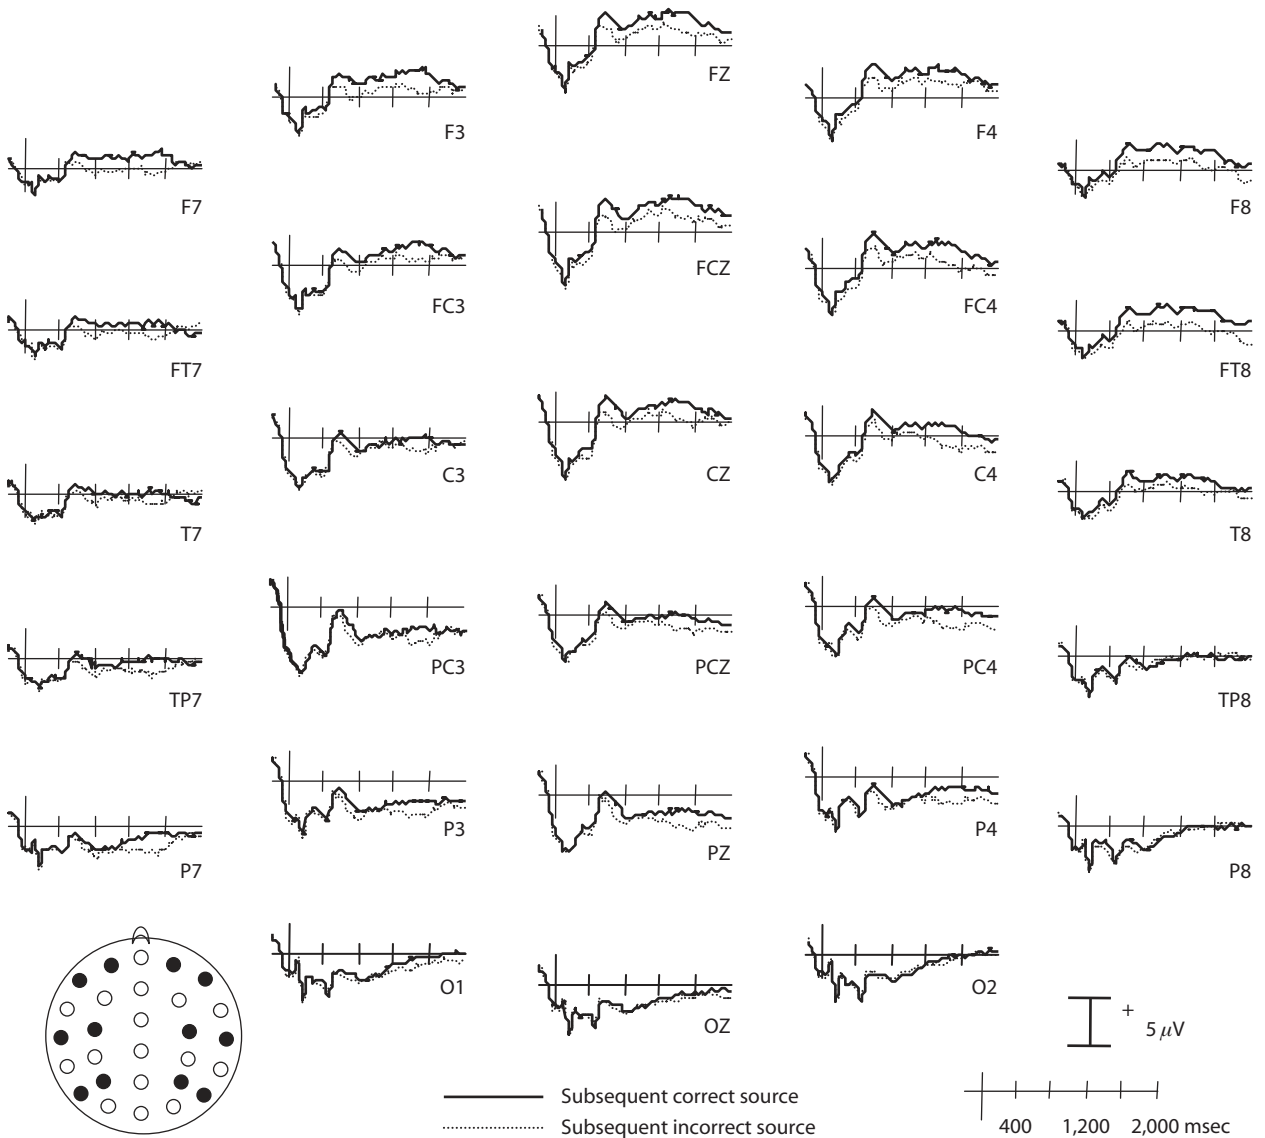 FZ
F3
F4
F7
F8
FCZ
FC3
FC4
FT7
FT8
C3
CZ
C4
T7
T8
PC3
PCZ
PC4
TP7
TP8
P3
P4
PZ
P7
P8
O1
O2
OZ
+
5 μV
Subsequent correct source
Subsequent incorrect source
400 1,200 2,000 msec